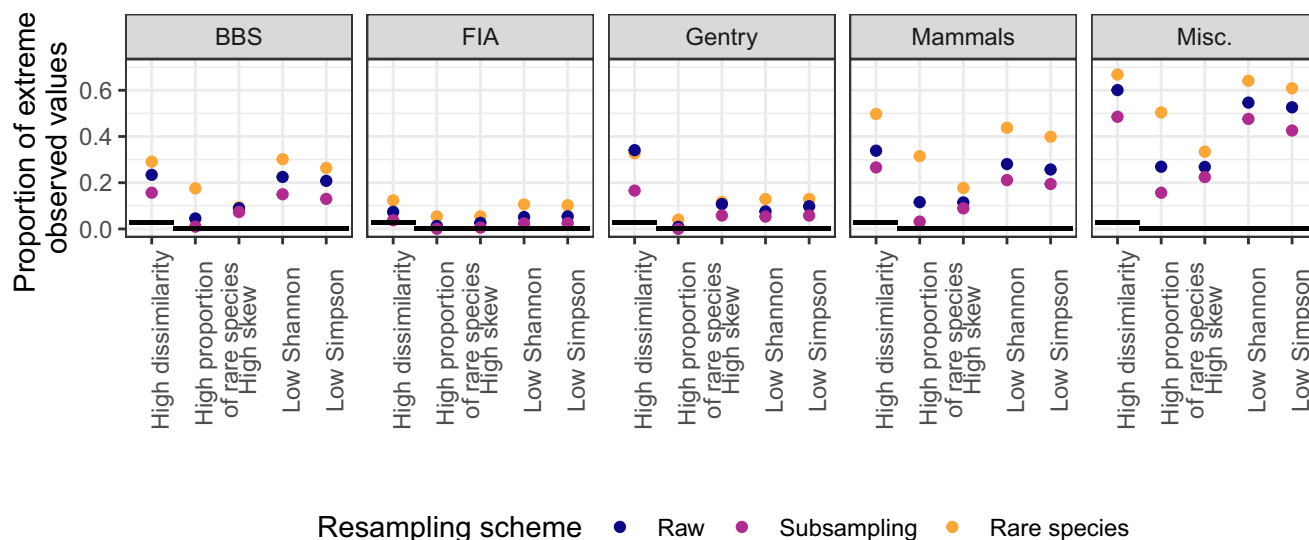 BBS
FIA
Gentry
Mammals
Misc.
Proportion of extreme
observed values
0.6
0.4
0.2
0.0
High dissimilarity
High proportion
of rare species
High skew
Low Shannon
Low Simpson
High dissimilarity
High proportion
of rare species
High skew
Low Shannon
Low Simpson
High dissimilarity
High proportion
of rare species
High skew
Low Shannon
Low Simpson
High dissimilarity
High proportion
of rare species
High skew
Low Shannon
Low Simpson
High dissimilarity
High proportion
of rare species
High skew
Low Shannon
Low Simpson
Resampling scheme
Raw
Subsampling
Rare species